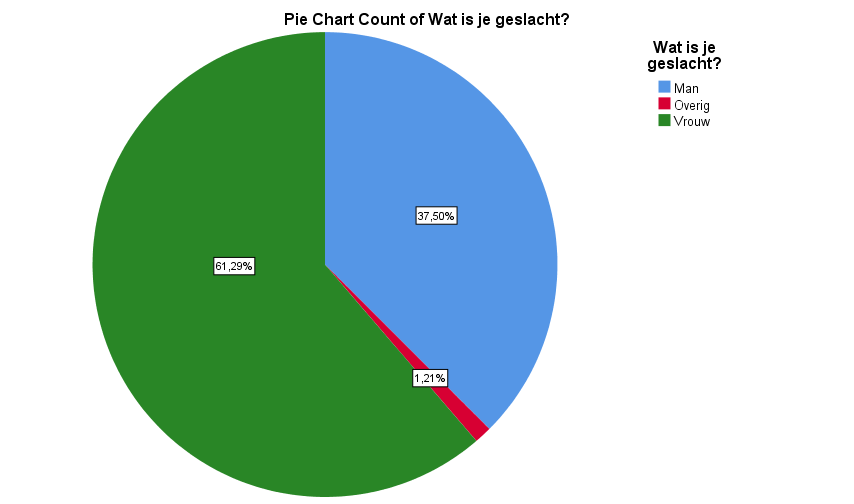 Pie Chart Count of Wat is je geslacht?
Wat is je
geslacht?
Man
Overig
Vrouw
37,50%
61,29%
1,21%